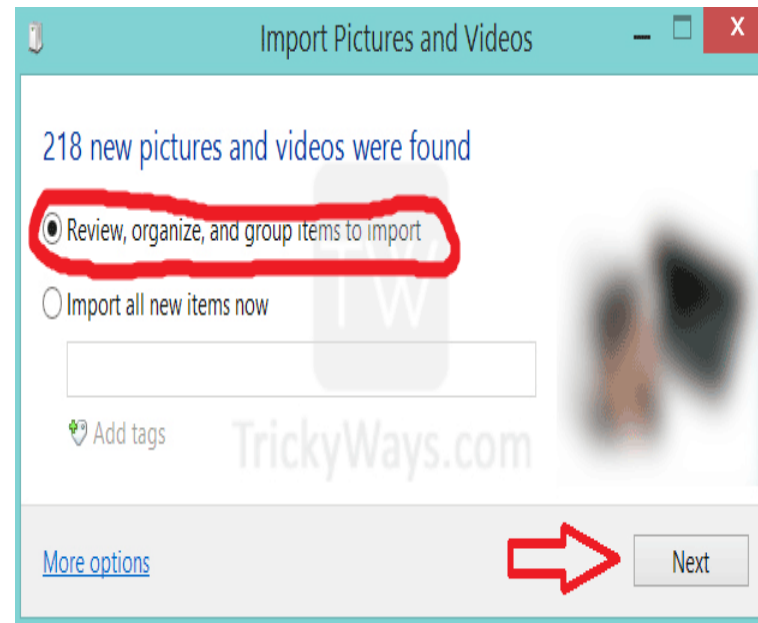 Import Pictures and Videos
X
218 new pictures and videos were found
Review, organize, and group items to import
Import all new items now
TW
Add tags
TrickyWays.com
More options
Next